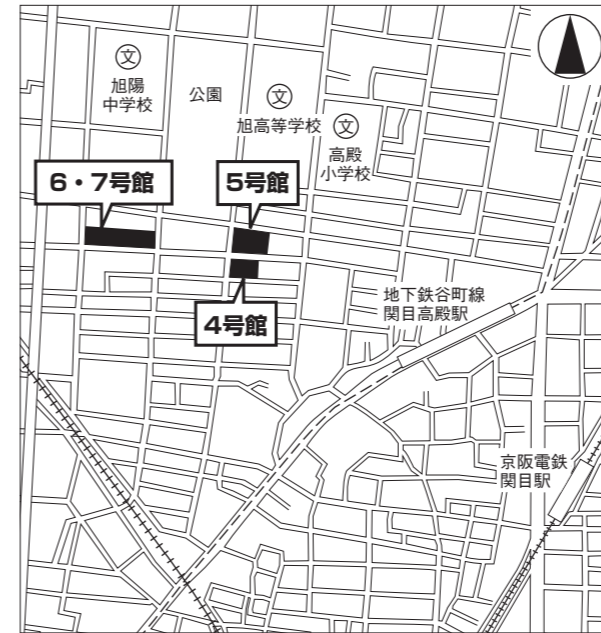 文
旭陽
中学校
公園
文
旭高等学校
文
高殿
小学校
6・7号館
5号館
4号館
地下鉄谷町線
関目高殿駅
京阪電鉄
関目駅